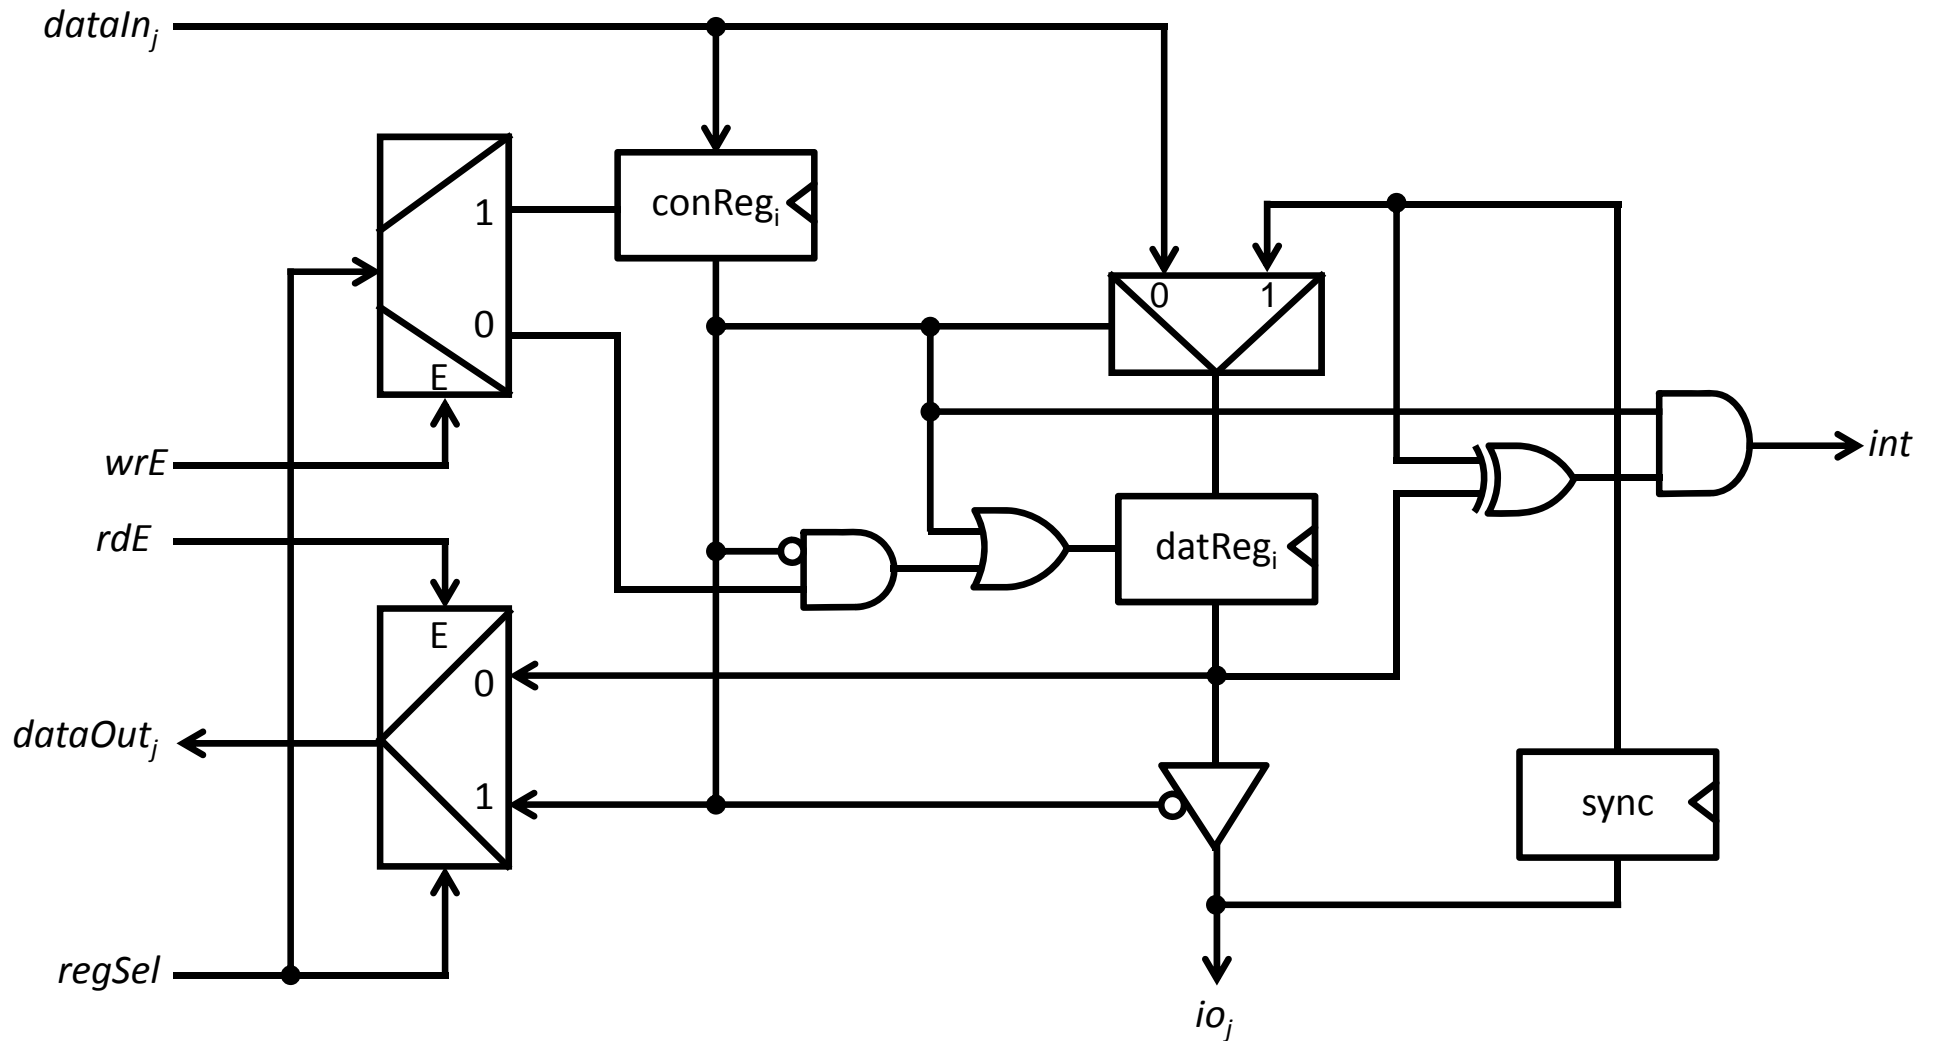 dataInj
conRegi
1
0
1
0
E
wrE
int
rdE
datRegi
E
0
dataOutj
1
sync
regSel
ioj